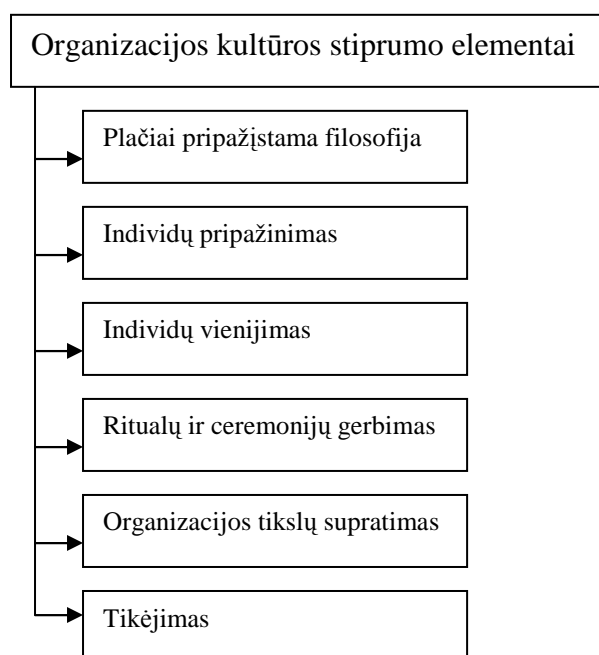 Organizacijos kultūros stiprumo elementai
Plačiai pripažįstama filosofija
Individų pripažinimas
Individų vienijimas
Ritualų ir ceremonijų gerbimas
Organizacijos tikslų supratimas
Tikėjimas